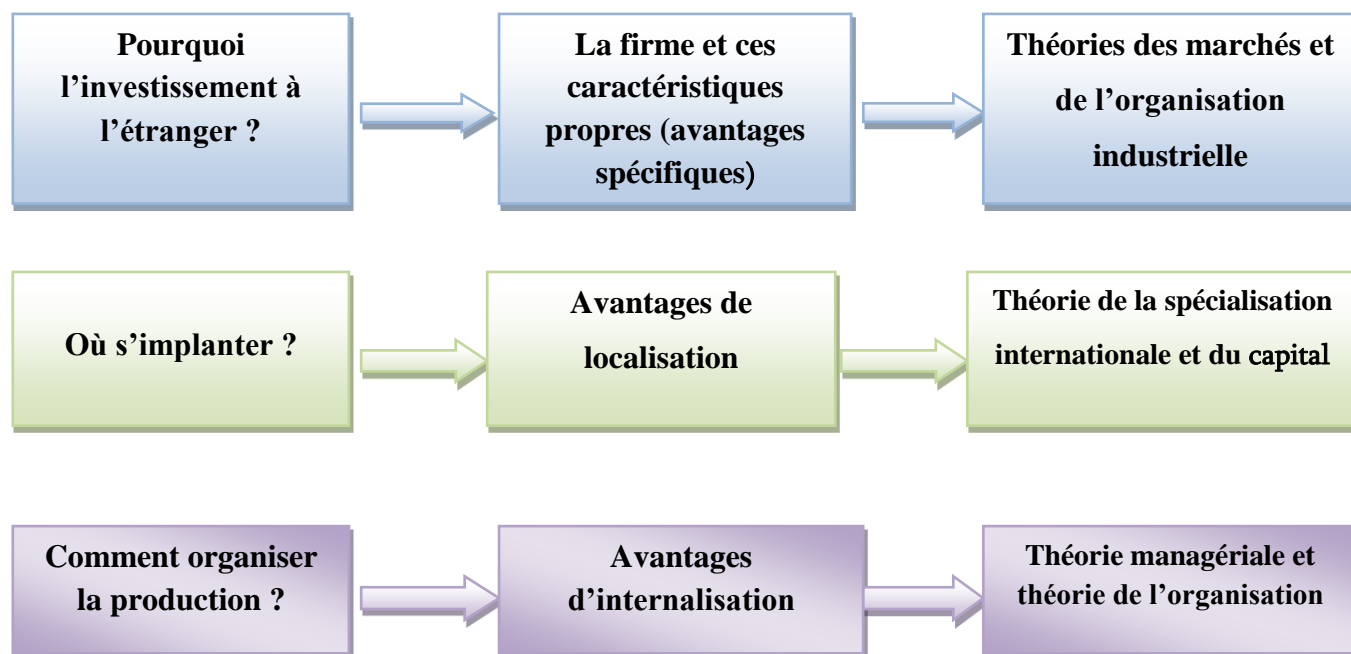 Pourquoi
l’investissement à
l’étranger ?
La firme et ces
caractéristiques
propres (avantages
spécifiques)
Théories des marchés et
de l’organisation
industrielle
Où s’implanter ?
Avantages de
localisation
Théorie de la spécialisation
internationale et du capital
Comment organiser
la production ?
Avantages
d’internalisation
Théorie managériale et
théorie de l’organisation